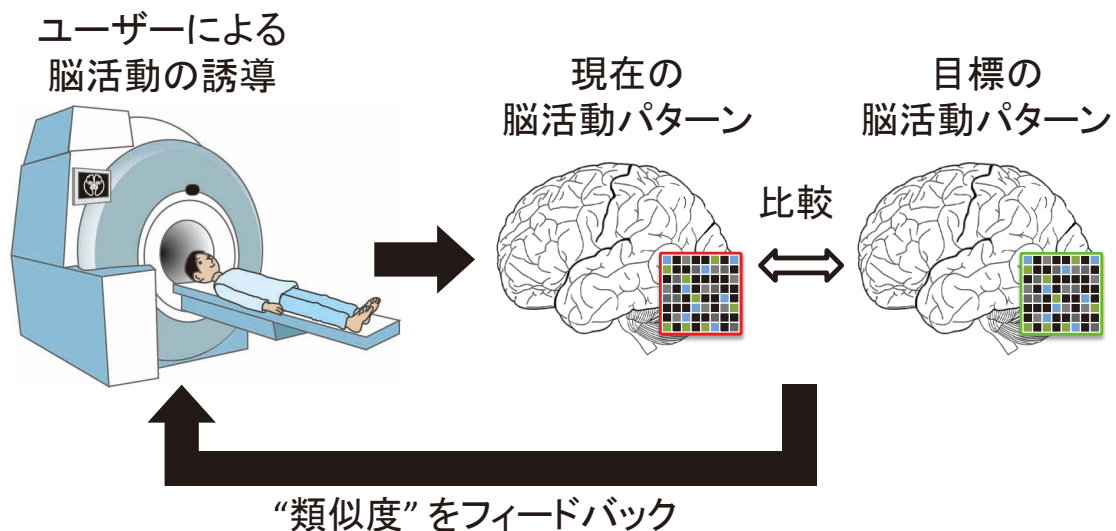 ユーザーによる
脳活動の誘導
現在の
脳活動パターン
目標の
脳活動パターン
比較
“類似度” をフィードバック